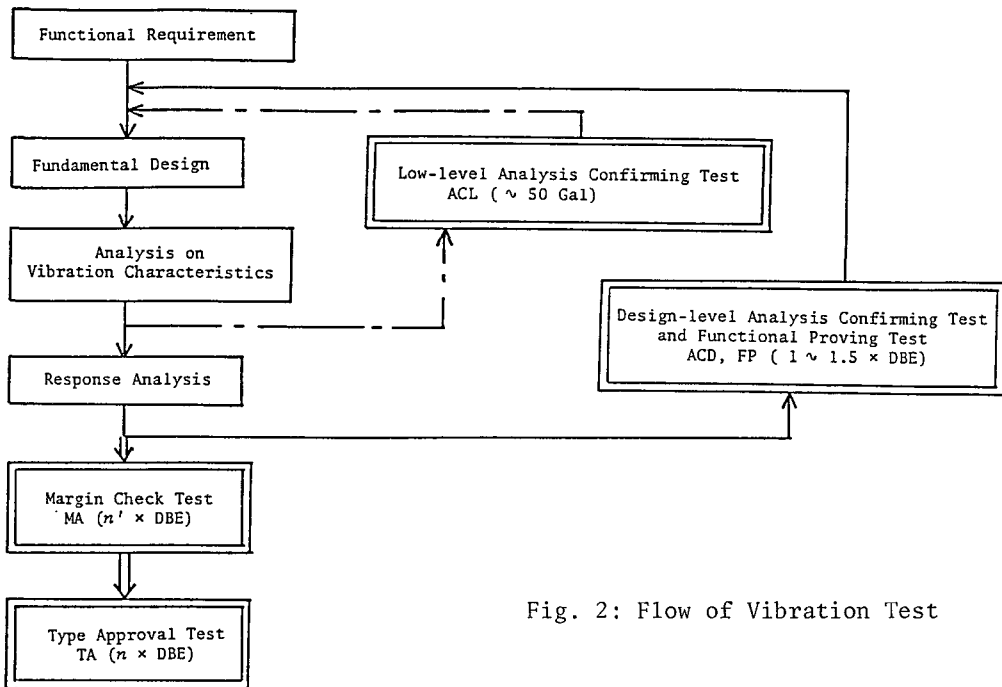 Functional Requirement
Fundamental Design
Low-level Analysis Confirming Test
ACL ( ~ 50 Gal)
Analysis on
Vibration Characteristics
Design-level Analysis Confirming Test
and Functional Proving Test
ACD, FP ( 1 ~ 1.5 × DBE)
Response Analysis
Margin Check Test
MA (n' × DBE)
Type Approval Test
TA (n × DBE)
Fig. 2: Flow of Vibration Test